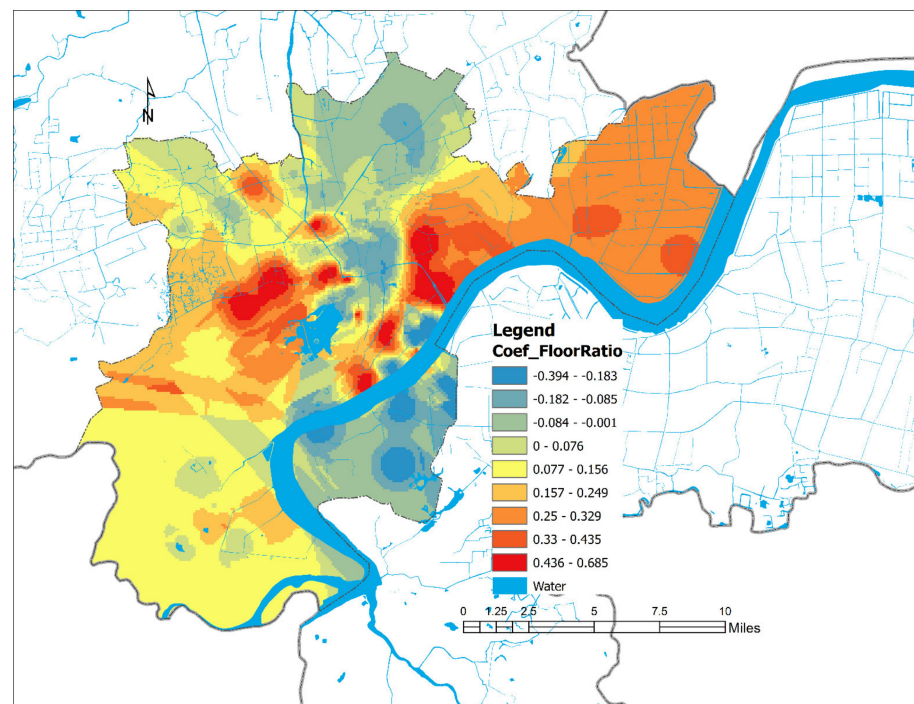 N
Legend
Coef_FloorRatio
-0.394 - -0.183
-0.182 - -0.085
-0.084 - -0.001
0 - 0.076
0.077 - 0.156
0.157 - 0.249
0.25 - 0.329
0.33 - 0.435
0.436 - 0.685
Water
0 1.25 2.5 5 7.5 10
Miles